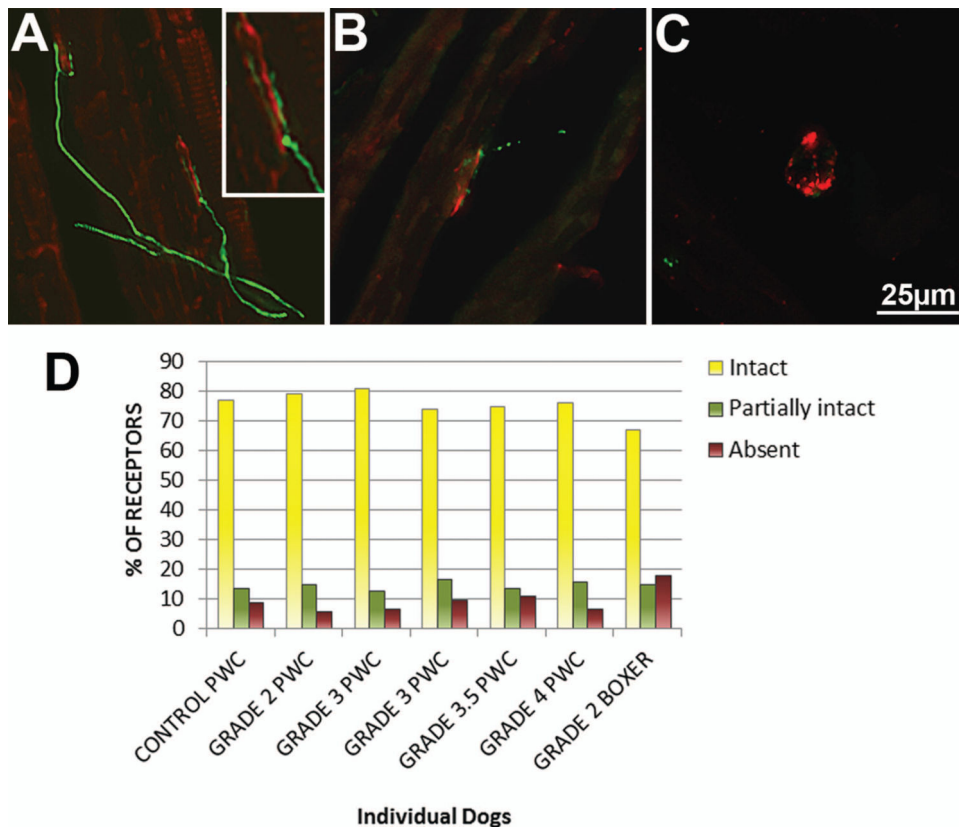 A
B
C
25µm
D
90
80
70
60
50
40
30
20
10
0
% OF RECEPTORS
Intact
Partially intact
Absent
CONTROL PWC
GRADE 2 PWC
GRADE 3 PWC
GRADE 3 PWC
GRADE 3.5 PWC
GRADE 4 PWC
GRADE 2 BOXER
Individual Dogs